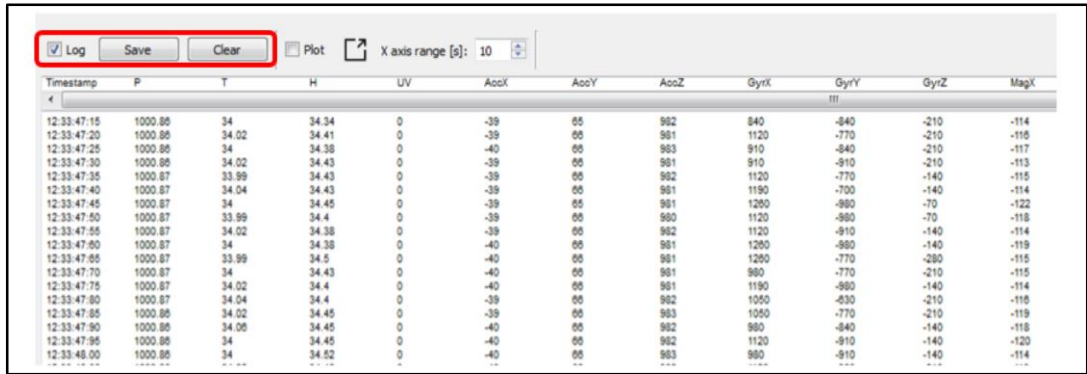 Log Save Clear Plot X axis range [s]: 10
Timestamp P T H UV AccX AccY AccZ GyrX GyrY GyrZ MagX
12:33:47:15 1000.86 34 34.34 0 -39 65 982 840 -840 -210 -114
12:33:47:20 1000.86 34.02 34.41 0 -39 66 981 1120 -770 -210 -116
12:33:47:25 1000.86 34 34.38 0 -40 66 983 910 -840 -210 -117
12:33:47:30 1000.86 34.02 34.43 0 -39 66 981 910 -910 -210 -113
12:33:47:35 1000.87 33.99 34.43 0 -39 66 982 1120 -770 -140 -115
12:33:47:40 1000.87 34.04 34.43 0 -39 66 981 1190 -700 -140 -114
12:33:47:45 1000.87 34 34.45 0 -39 65 981 1260 -980 -70 -122
12:33:47:50 1000.87 33.99 34.4 0 -39 66 980 1120 -980 -70 -118
12:33:47:55 1000.87 34.02 34.38 0 -39 66 982 1120 -910 -140 -114
12:33:47:60 1000.87 34 34.38 0 -40 66 981 1260 -980 -140 -119
12:33:47:65 1000.87 33.99 34.5 0 -40 66 981 1260 -770 -280 -115
12:33:47:70 1000.87 34 34.43 0 -40 66 981 980 -770 -210 -115
12:33:47:75 1000.87 34.02 34.4 0 -40 66 981 1190 -980 -140 -114
12:33:47:80 1000.87 34.04 34.4 0 -39 66 982 1050 -630 -210 -116
12:33:47:85 1000.87 34.02 34.45 0 -39 66 983 1050 -770 -210 -119
12:33:47:90 1000.86 34.06 34.45 0 -40 66 982 980 -840 -140 -118
12:33:47:95 1000.86 34 34.45 0 -40 66 982 1120 -910 -140 -120
12:33:48.00 1000.86 34 34.52 0 -40 66 983 980 -910 -140 -114